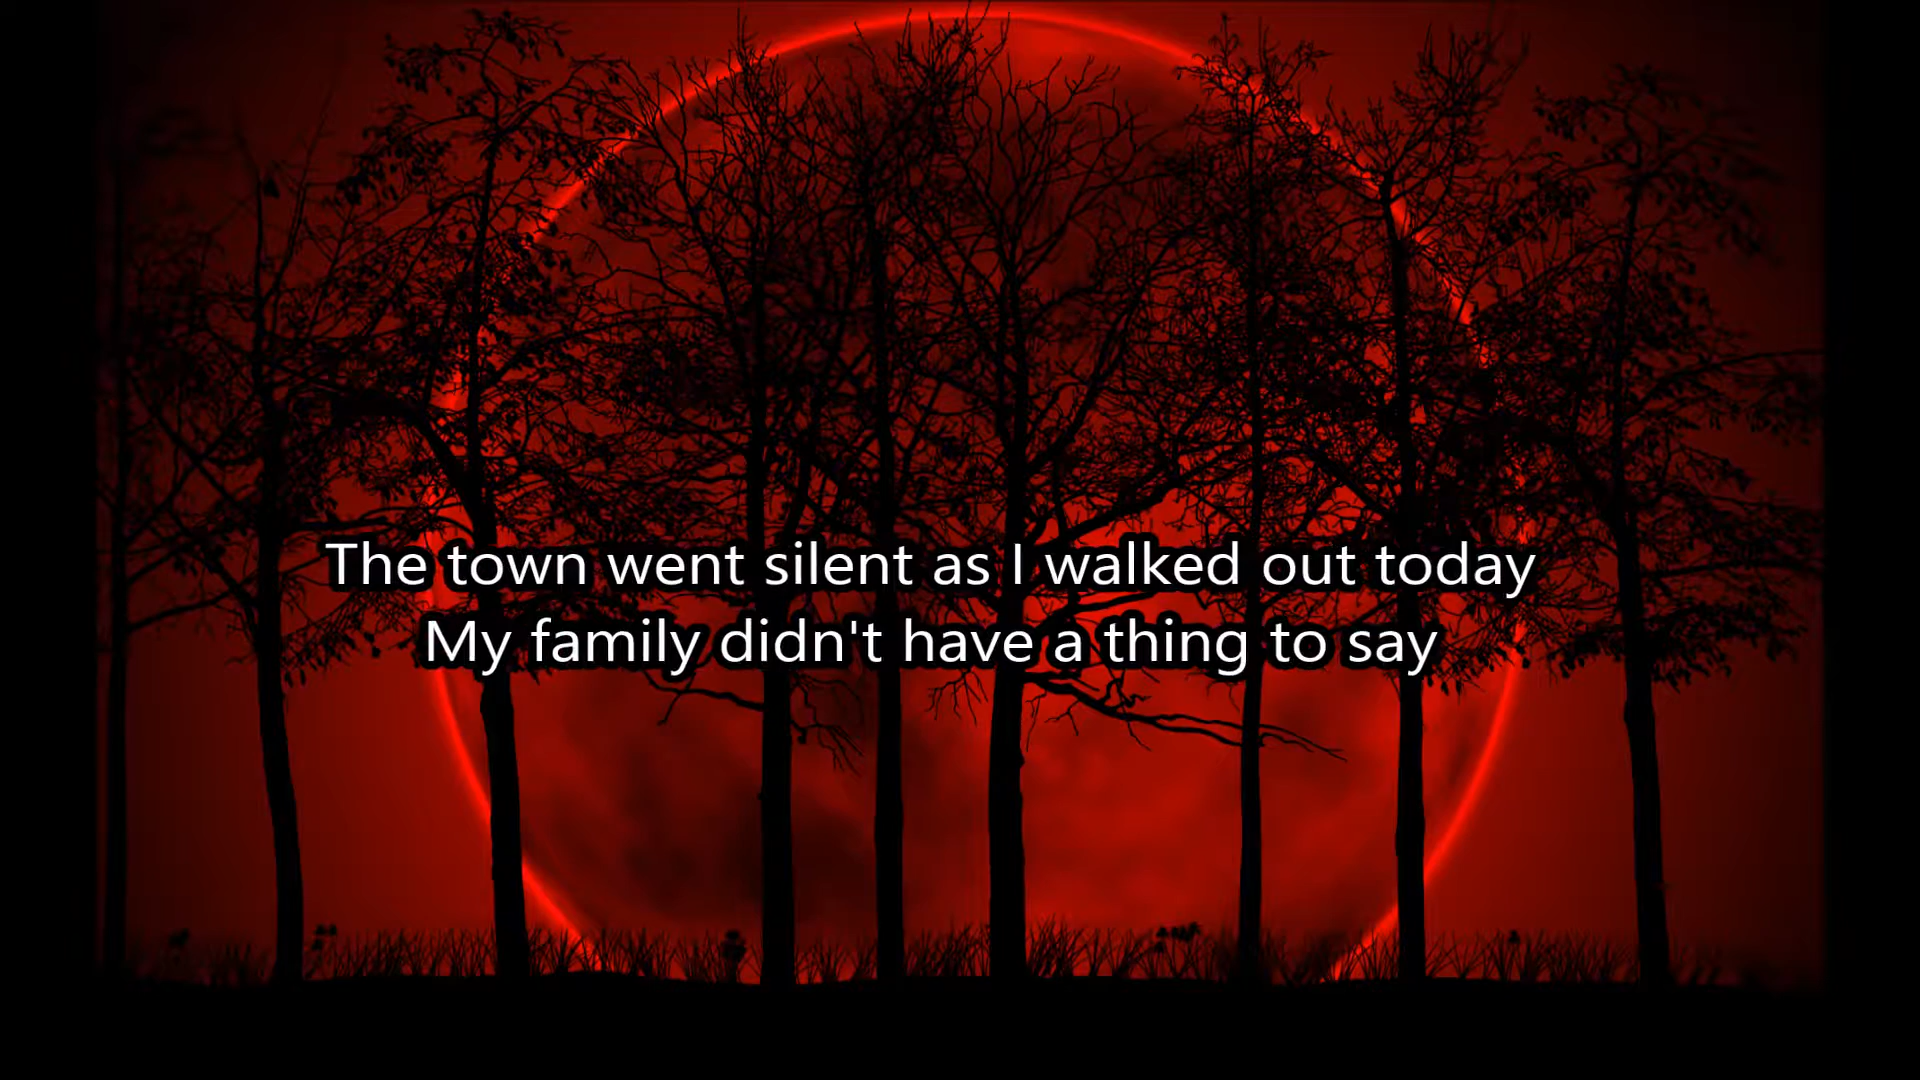 The town went silent as I walked out today
My family didn't have a thing to say